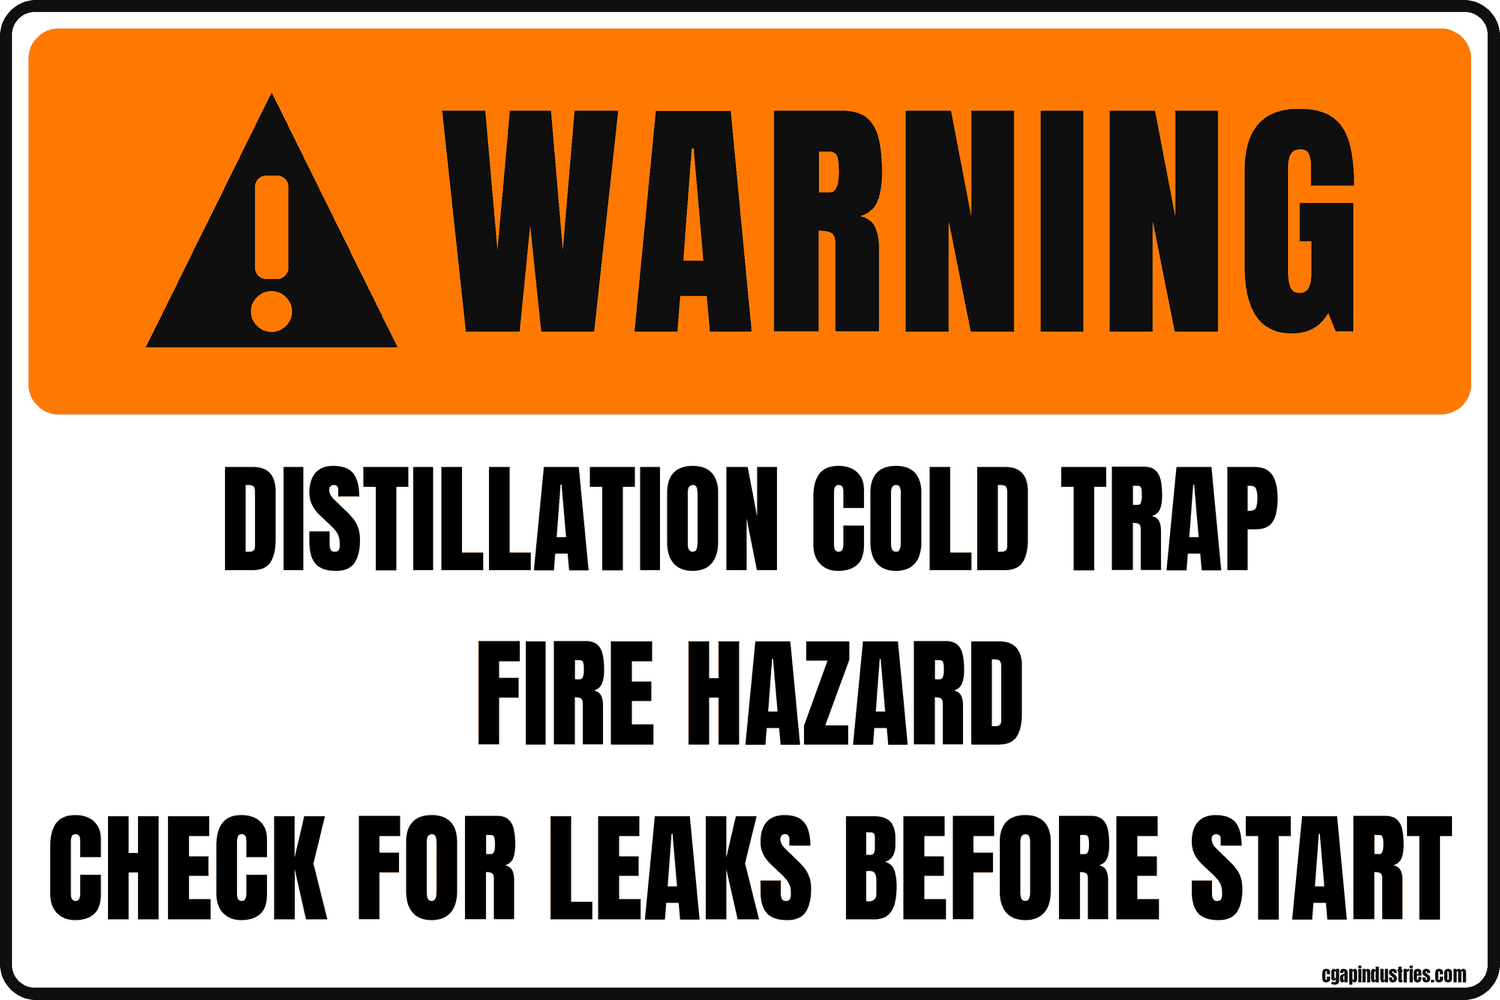 WARNING
DISTILLATION COLD TRAP
FIRE HAZARD
CHECK FOR LEAKS BEFORE START
cgapindustries.com